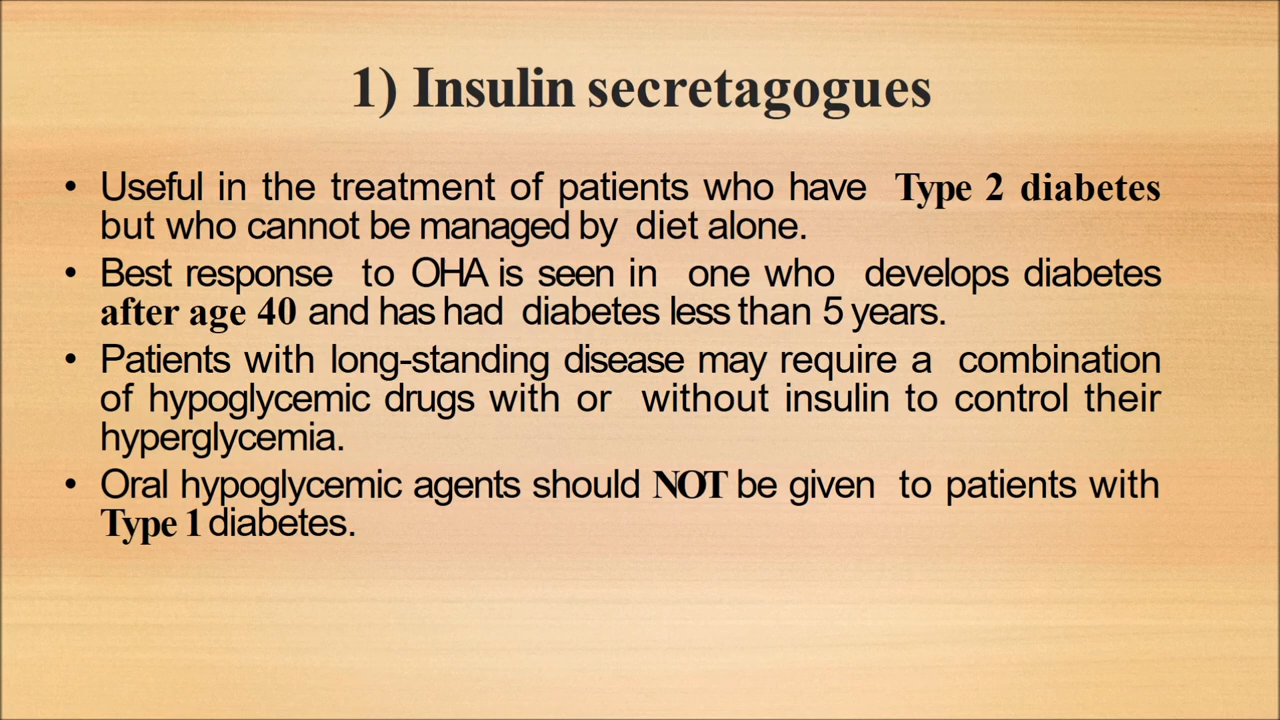 1) Insulin secretagogues
• Useful in the treatment of patients who have Type 2 diabetes
but who cannot be managed by diet alone.
• Best response to OHA is seen in one who develops diabetes
after age 40 and has had diabetes less than 5 years.
• Patients with long-standing disease may require a combination
of hypoglycemic drugs with or without insulin to control their
hyperglycemia.
• Oral hypoglycemic agents should NOT be given to patients with
Type 1 diabetes.